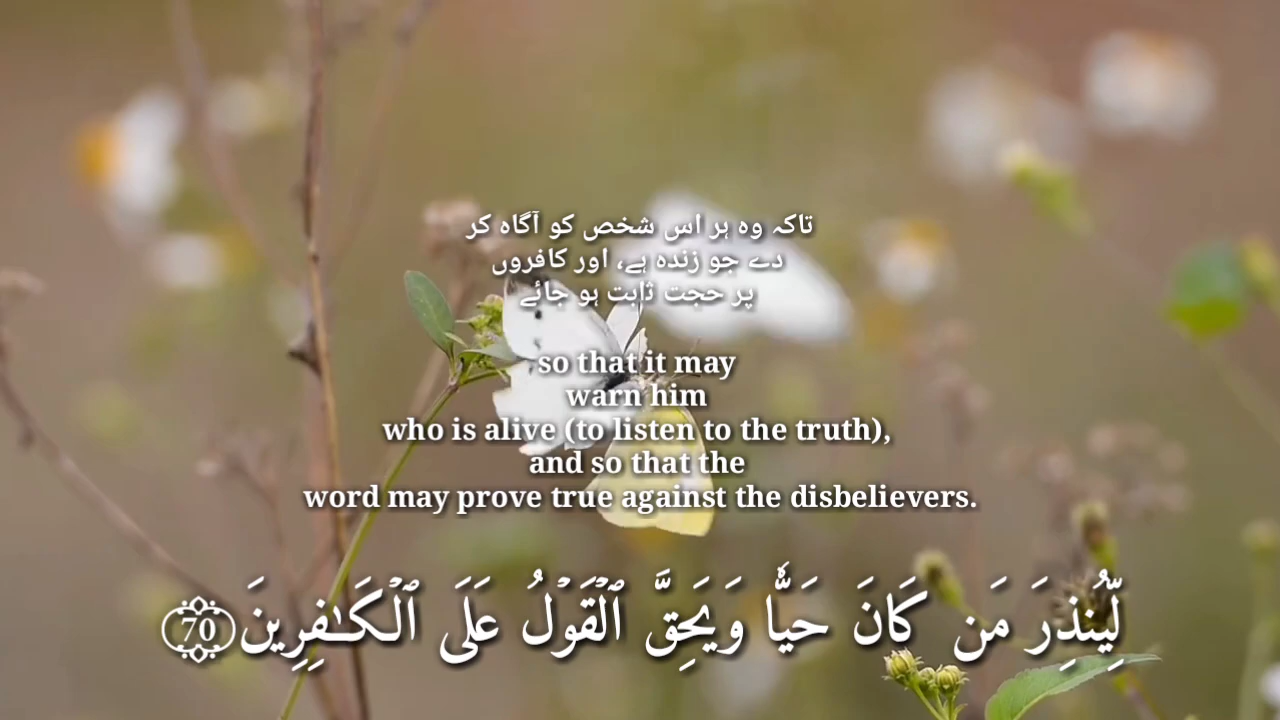 تاکہ وہ ہر اس شخص کو آگاہ کر
دے جو زندہ ہے، اور کافروں
پر حجت ثابت ہو جائے
so that it may
warn him
who is alive (to listen to the truth),
and so that the
word may prove true against the disbelievers.
لِّيُنذِرَ مَن كَانَ حَيًّا وَيَحِقَّ ٱلْقَوْلُ عَلَى ٱلْكَـٰفِرِينَ 70